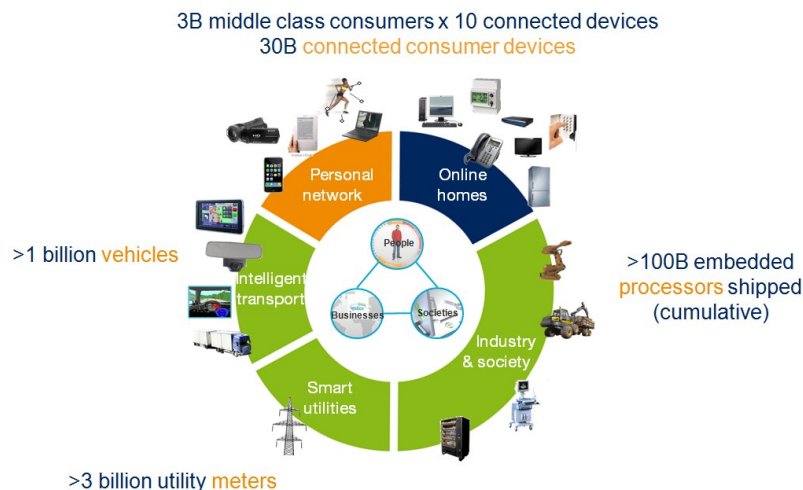 3B middle class consumers x 10 connected devices
30B connected consumer devices
Personal
network
Online
homes
>1 billion vehicles
Intelligent
transport
People
Businesses
Societies
>100B embedded
processors shipped
(cumulative)
Industry
& society
Smart
utilities
>3 billion utility meters